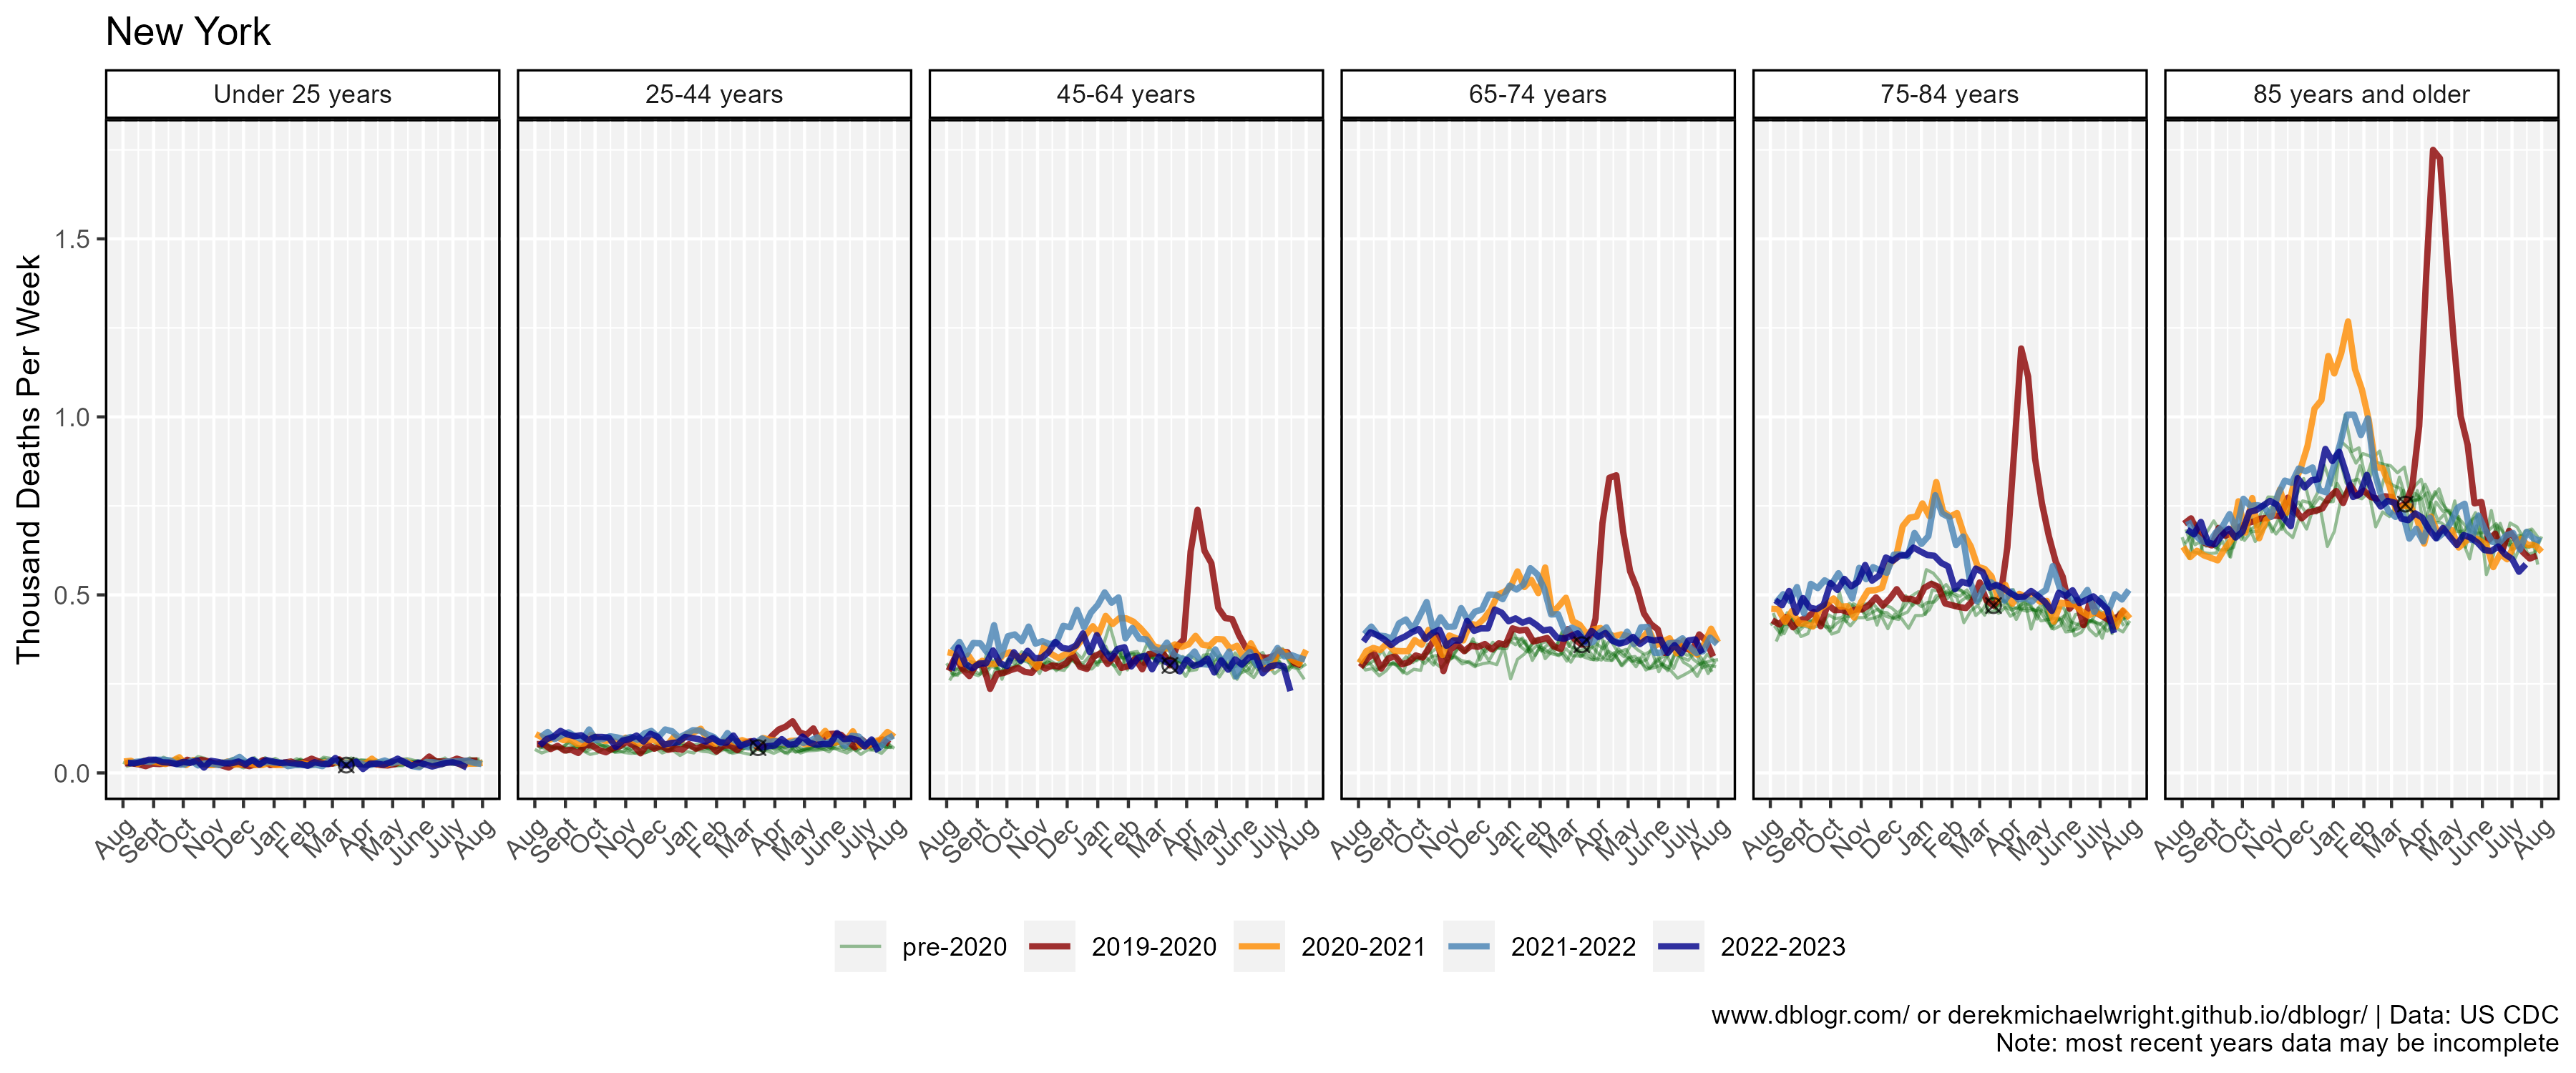 New York
Under 25 years
25-44 years
45-64 years
65-74 years
75-84 years
85 years and older
Thousand Deaths Per Week
1.5
1.0
0.5
0.0
Aug Sept Oct Nov Dec Jan Feb Mar Apr May June July Aug
Aug Sept Oct Nov Dec Jan Feb Mar Apr May June July Aug
Aug Sept Oct Nov Dec Jan Feb Mar Apr May June July Aug
Aug Sept Oct Nov Dec Jan Feb Mar Apr May June July Aug
Aug Sept Oct Nov Dec Jan Feb Mar Apr May June July Aug
Aug Sept Oct Nov Dec Jan Feb Mar Apr May June July Aug
pre-2020 2019-2020 2020-2021 2021-2022 2022-2023
www.dblogr.com/ or derekmichaelwright.github.io/dblogr/ | Data: US CDC
Note: most recent years data may be incomplete